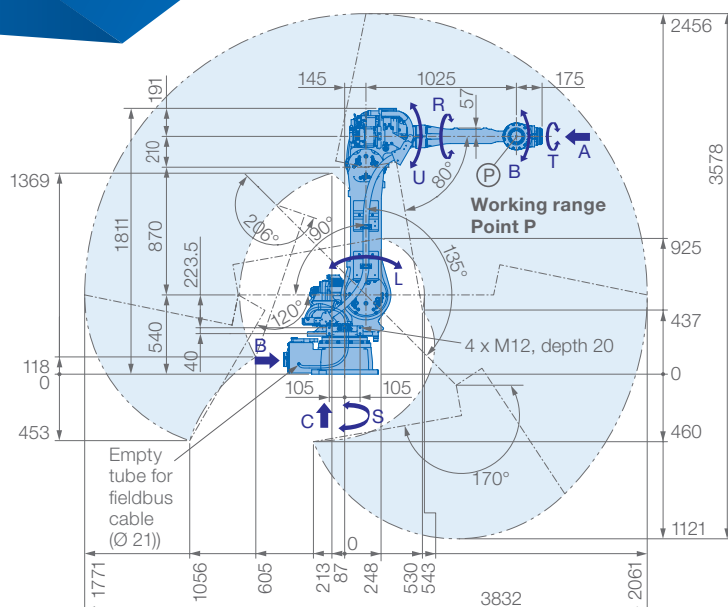 2456
145
1025
175
191
57
R
A
210
U
80°
P
B
T
3578
1369
Working range
Point P
1811
870
206°
90°
223.5
135°
925
L
120°
437
540
4 x M12, depth 20
B
40
118
0
0
105
105
C
S
453
460
Empty
tube for
fieldbus
cable
(Ø 21))
170°
1121
0
1771
1056
605
213
87
248
530
543
3832
2061